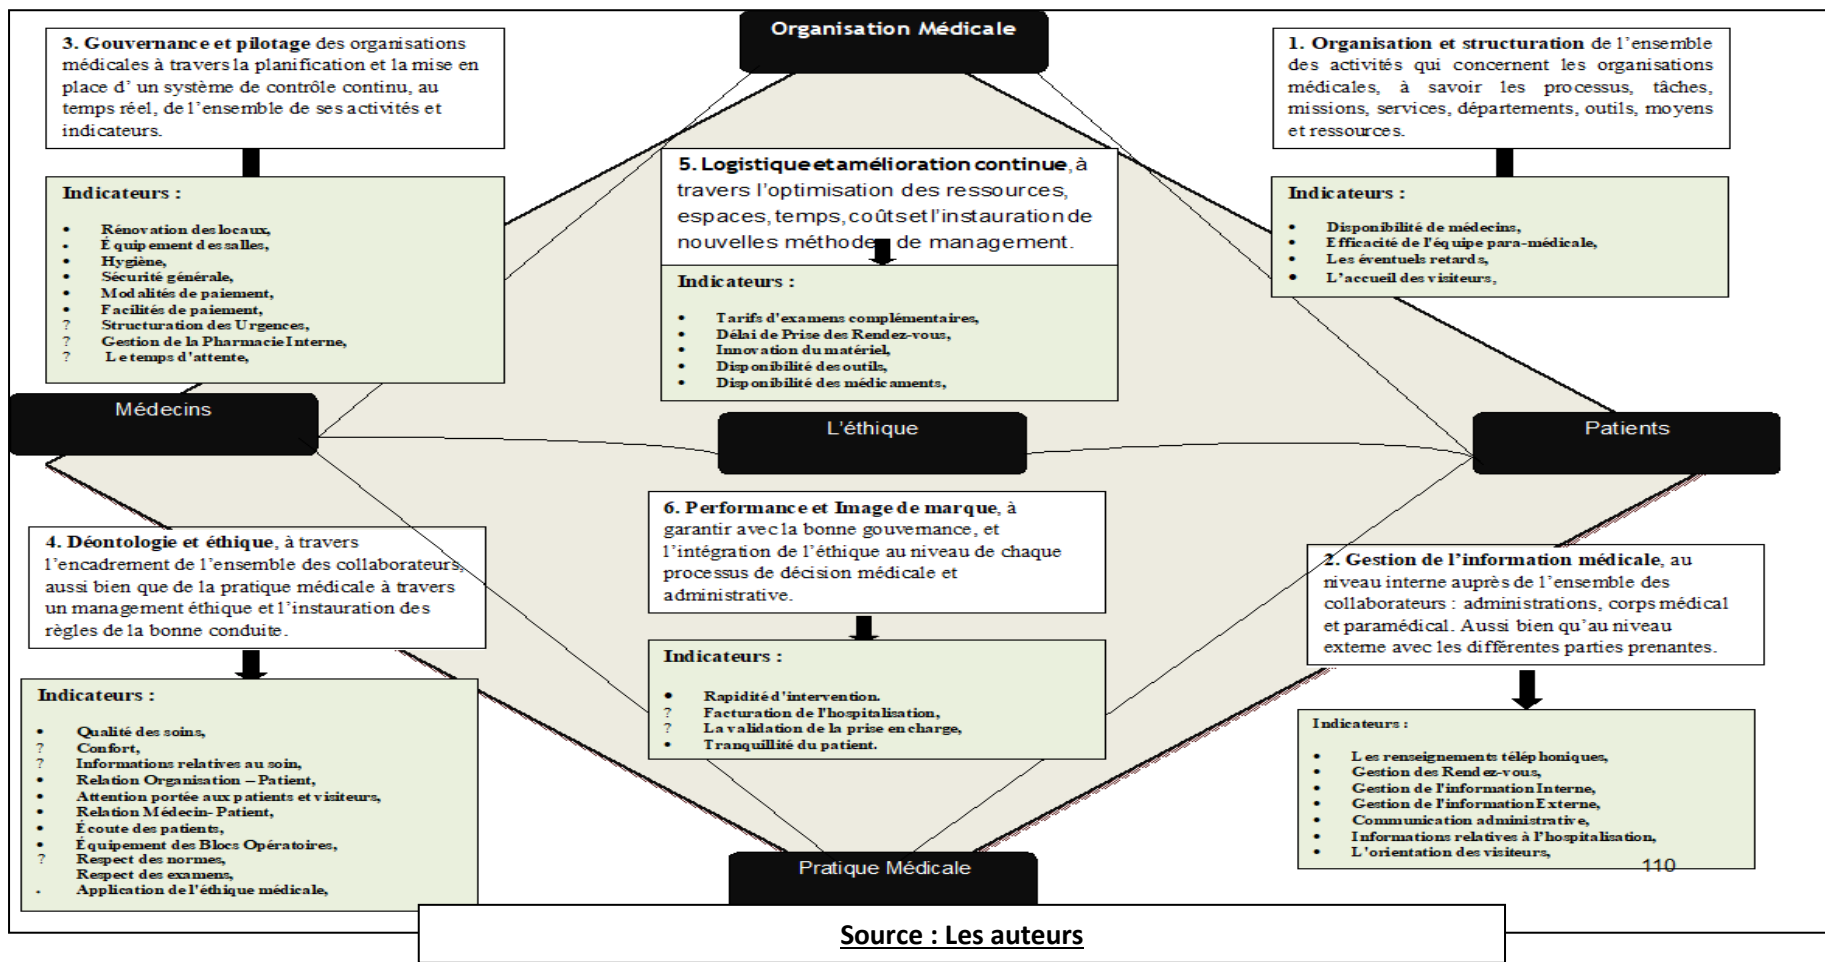 Organisation Médicale
3. Gouvernance et pilotage des organisations
médicales à travers la planification et la mise en
place d’ un système de contrôle continu, au
temps réel, de l’ensemble de ses activités et
indicateurs.
Indicateurs :
• Rénovation des locaux,
• Équipement des salles,
• Hygiène,
• Sécurité générale,
• Modalités de paiement,
• Facilités de paiement,
? Structuration des Urgences,
? Gestion de la Pharmacie Interne,
? Le temps d'attente,
5. Logistique et amélioration continue, à
travers l’optimisation des ressources,
espaces, temps, coûts et l’instauration de
nouvelles méthodes de management.
Indicateurs :
• Tarifs d'examens complémentaires,
• Délai de Prise des Rendez-vous,
• Innovation du matériel,
• Disponibilité des outils,
• Disponibilité des médicaments,
1. Organisation et structuration de l’ensemble
des activités qui concernent les organisations
médicales, à savoir les processus, tâches,
missions, services, départements, outils, moyens
et ressources.
Indicateurs :
• Disponibilité de médecins,
• Efficacité de l'équipe para-médicale,
• Les éventuels retards,
• L’accueil des visiteurs,
Médecins
L'éthique
Patients
4. Déontologie et éthique, à travers
l’encadrement de l’ensemble des collaborateurs,
aussi bien que de la pratique médicale à travers
un management éthique et l’instauration des
règles de la bonne conduite.
Indicateurs :
• Qualité des soins,
? Confort,
? Informations relatives au soin,
• Relation Organisation – Patient,
• Attention portée aux patients et visiteurs,
• Relation Médecin- Patient,
• Écoute des patients,
• Équipement des Blocs Opératoires,
? Respect des normes,
Respect des examens,
• Application de l'éthique médicale,
6. Performance et Image de marque, à
garantir avec la bonne gouvernance, et
l’intégration de l’éthique au niveau de chaque
processus de décision médicale et
administrative.
Indicateurs :
• Rapidité d'intervention.
? Facturation de l'hospitalisation,
? La validation de la prise en charge,
• Tranquillité du patient.
2. Gestion de l’information médicale, au
niveau interne auprès de l’ensemble des
collaborateurs : administrations, corps médical
et paramédical. Aussi bien qu’au niveau
externe avec les différentes parties prenantes.
Indicateurs :
• Les renseignements téléphoniques,
• Gestion des Rendez-vous,
• Gestion de l'information Interne,
• Gestion de l'information Externe,
• Communication administrative,
• Informations relatives à l’hospitalisation,
• L'orientation des visiteurs,
110
Pratique Médicale
Source : Les auteurs